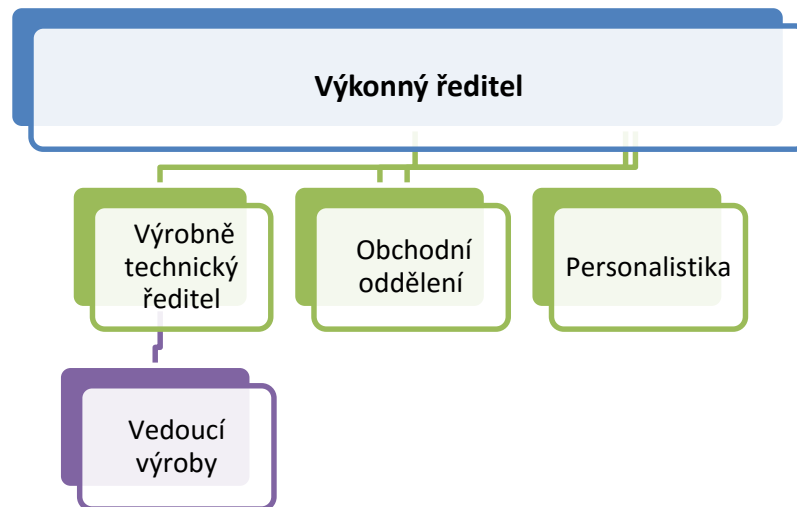 Výkonný ředitel
Výrobně
technický
ředitel
Obchodní
oddělení
Personalistika
Vedoucí
výroby